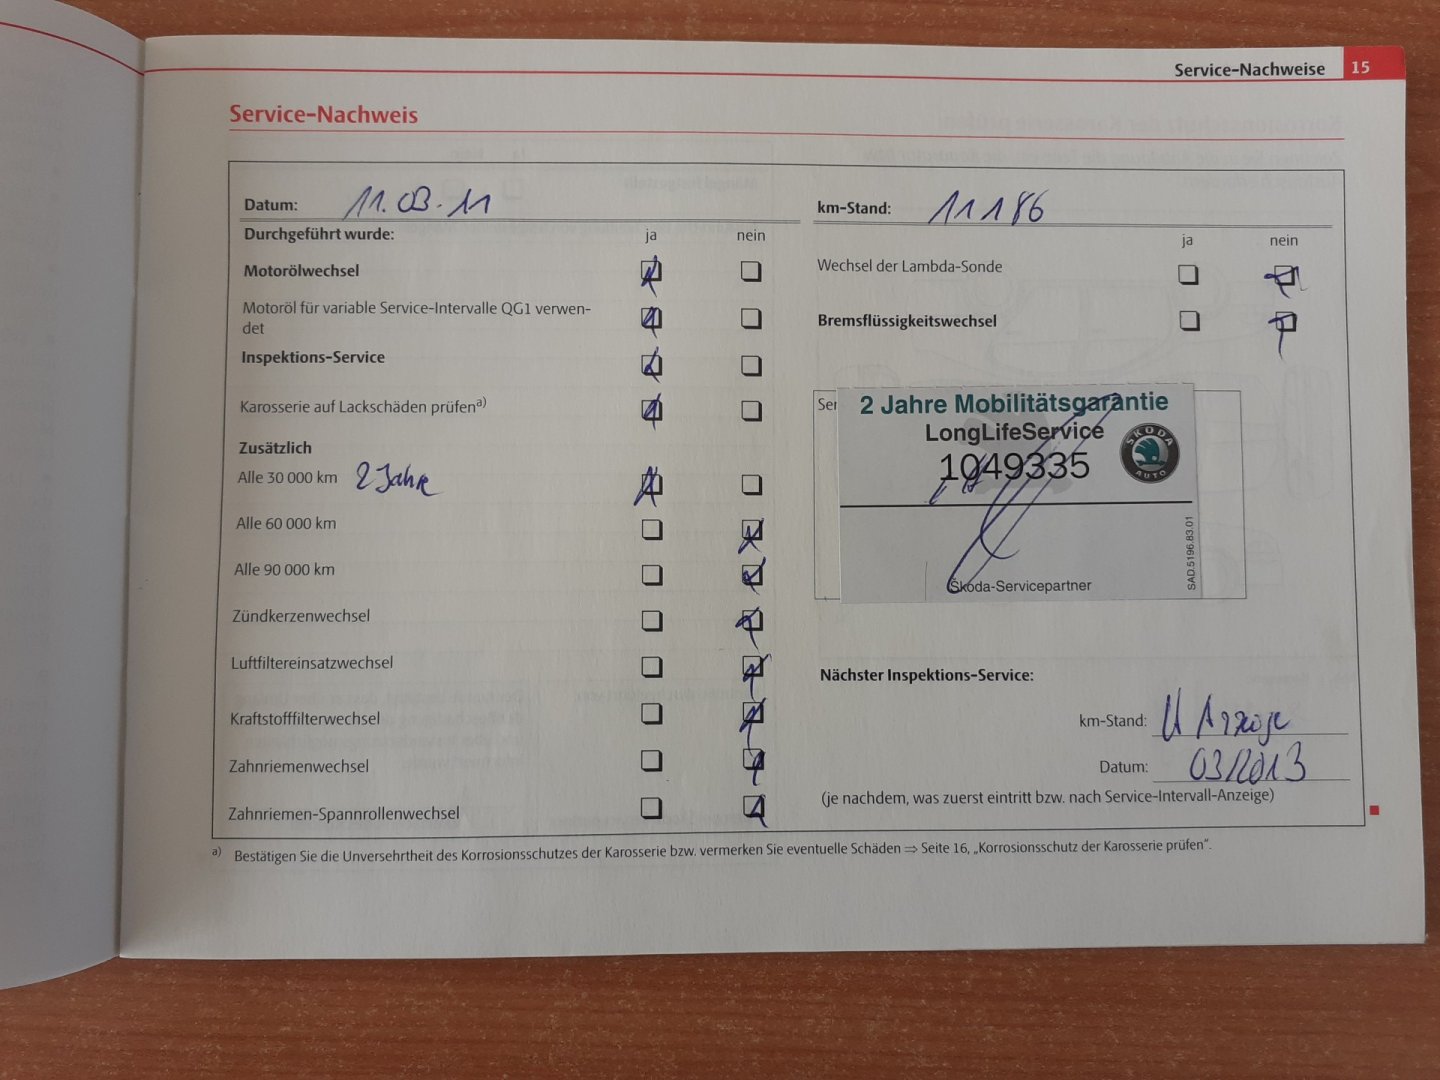 Service-Nachweise 15
Service-Nachweis
Datum: 11.03.11
km-Stand: 11186
Durchgeführt wurde: ja nein
Motorölwechsel
Motoröl für variable Service-Intervalle QG1 verwen-
det
Inspektions-Service
Karosserie auf Lackschäden prüfen a)
Zusätzlich
Alle 30 000 km 2 Jahre
Alle 60 000 km
Alle 90 000 km
Zündkerzenwechsel
Luftfiltereinsatzwechsel
Kraftstofffilterwechsel
Zahnriemenwechsel
Zahnriemen-Spannrollenwechsel
ja nein
Wechsel der Lambda-Sonde
Bremsflüssigkeitswechsel
2 Jahre Mobilitätsgarantie
LongLifeService
1049335
ŠKODA
AUTO
Škoda-Servicepartner
SAD.5196.83.01
Nächster Inspektions-Service:
km-Stand: Anzeige
Datum: 03/2013
(je nachdem, was zuerst eintritt bzw. nach Service-Intervall-Anzeige)
a) Bestätigen Sie die Unversehrtheit des Korrosionsschutzes der Karosserie bzw. vermerken Sie eventuelle Schäden ⇒ Seite 16, „Korrosionsschutz der Karosserie prüfen".